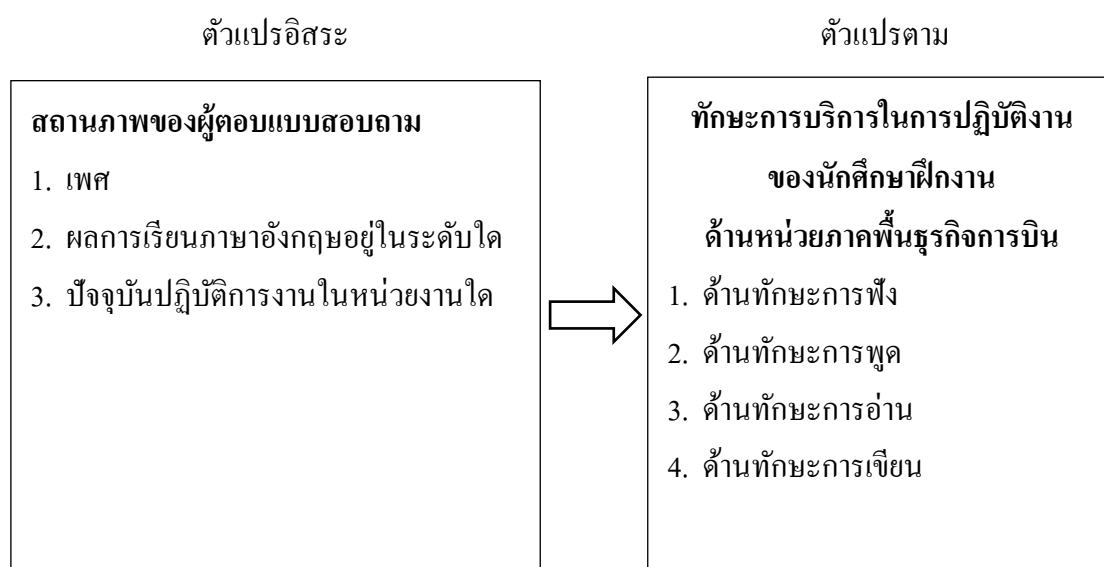 ตัวแปรอิสระ
สถานภาพของผู้ตอบแบบสอบถาม
1. เพศ
2. ผลการเรียนภาษาอังกฤษอยู่ในระดับใด
3. ปัจจุบันปฏิบัติการงานในหน่วยงานใด
ตัวแปรตาม
ทักษะการบริการในการปฏิบัติงาน
ของนักศึกษาฝึกงาน
ด้านหน่วยภาคพื้นธุรกิจการบิน
1. ด้านทักษะการฟัง
2. ด้านทักษะการพูด
3. ด้านทักษะการอ่าน
4. ด้านทักษะการเขียน